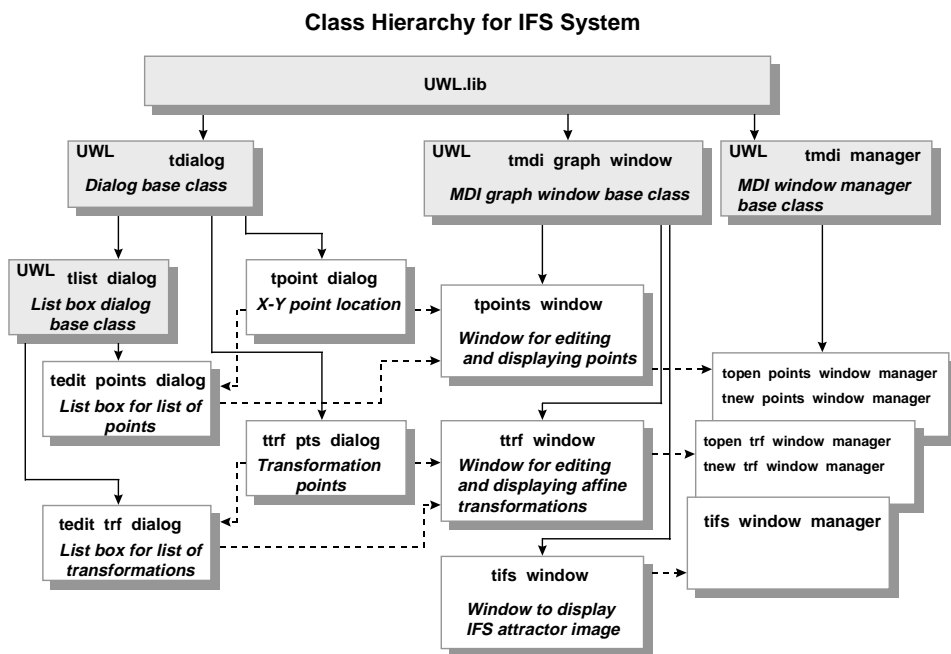 Class Hierarchy for IFS System
UWL.lib
UWL
tdialog
Dialog base class
UWL
tmdi graph window
MDI graph window base class
UWL
tmdi manager
MDI window manager
base class
UWL
tlist dialog
List box dialog
base class
tpoint dialog
X-Y point location
tpoints window
Window for editing
and displaying points
tedit points dialog
List box for list of
points
topen points window manager
tnew points window manager
ttrf pts dialog
Transformation
points
ttrf window
Window for editing
and displaying affine
transformations
topen trf window manager
tnew trf window manager
tedit trf dialog
List box for list of
transformations
tifs window manager
tifs window
Window to display
IFS attractor image